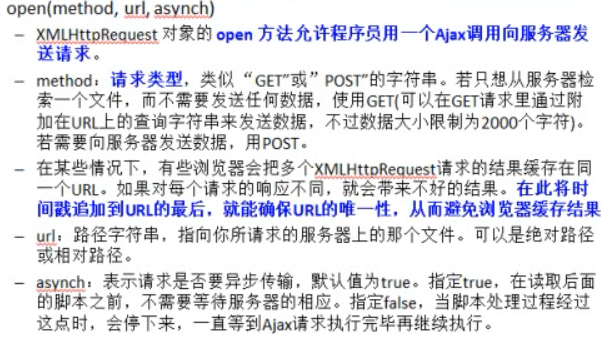 open(method, url, asynch)
– XMLHttpRequest 对象的 open 方法允许程序员用一个Ajax调用向服务器发
送请求。
– method：请求类型，类似“GET”或”POST”的字符串。若只想从服务器检
索一个文件，而不需要发送任何数据，使用GET(可以在GET请求里通过附
加在URL上的查询字符串来发送数据，不过数据大小限制为2000个字符)。
若需要向服务器发送数据，用POST。
– 在某些情况下，有些浏览器会把多个XMLHttpRequest请求的结果缓存在同
一个URL。如果对每个请求的响应不同，就会带来不好的结果。在此将时
间戳追加到URL的最后，就能确保URL的唯一性，从而避免浏览器缓存结果
– url：路径字符串，指向你所请求的服务器上的那个文件。可以是绝对路径
或相对路径。
– asynch：表示请求是否要异步传输，默认值为true。指定true，在读取后面
的脚本之前，不需要等待服务器的相应。指定false，当脚本处理过程经过
这点时，会停下来，一直等到Ajax请求执行完毕再继续执行。